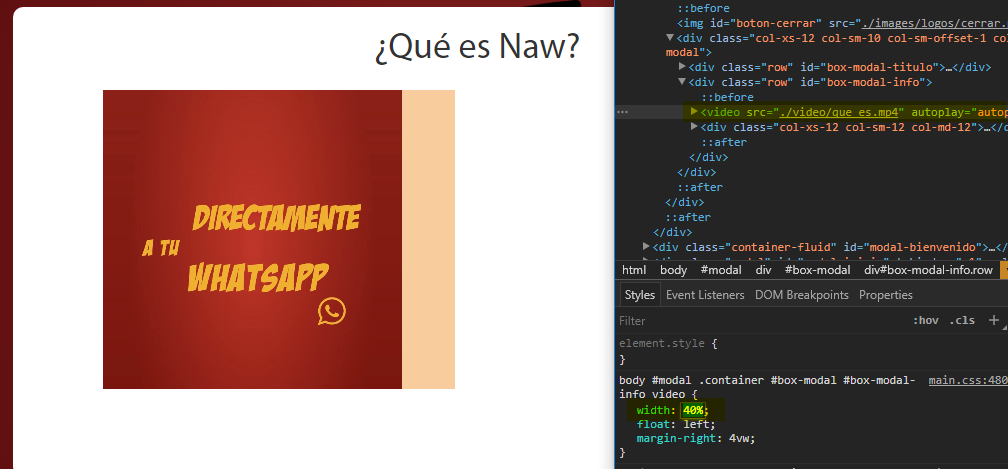 ¿Qué es Naw?
DIRECTAMENTE
A TU
WHATSAPP
::before
<img id="boton-cerrar" src="./images/logos/cerrar.
▼<div class="col-xs-12 col-sm-10 col-sm-offset-1 col
modal">
▶<div class="row" id="box-modal-titulo">…</div>
▼<div class="row" id="box-modal-info">
::before
… ▶<video src="./video/que_es.mp4" autoplay="autop
▶<div class="col-xs-12 col-sm-12 col-md-12">…</
::after
</div>
</div>
::after
</div>
::after
</div>
▶<div class="container-fluid" id="modal-bienvenido">…</
html body #modal div #box-modal div#box-modal-info.row
Styles Event Listeners DOM Breakpoints Properties
Filter :hov .cls +
element.style {
}
body #modal .container #box-modal #box-modal- main.css:480
info video {
width: 40%;
float: left;
margin-right: 4vw;
}